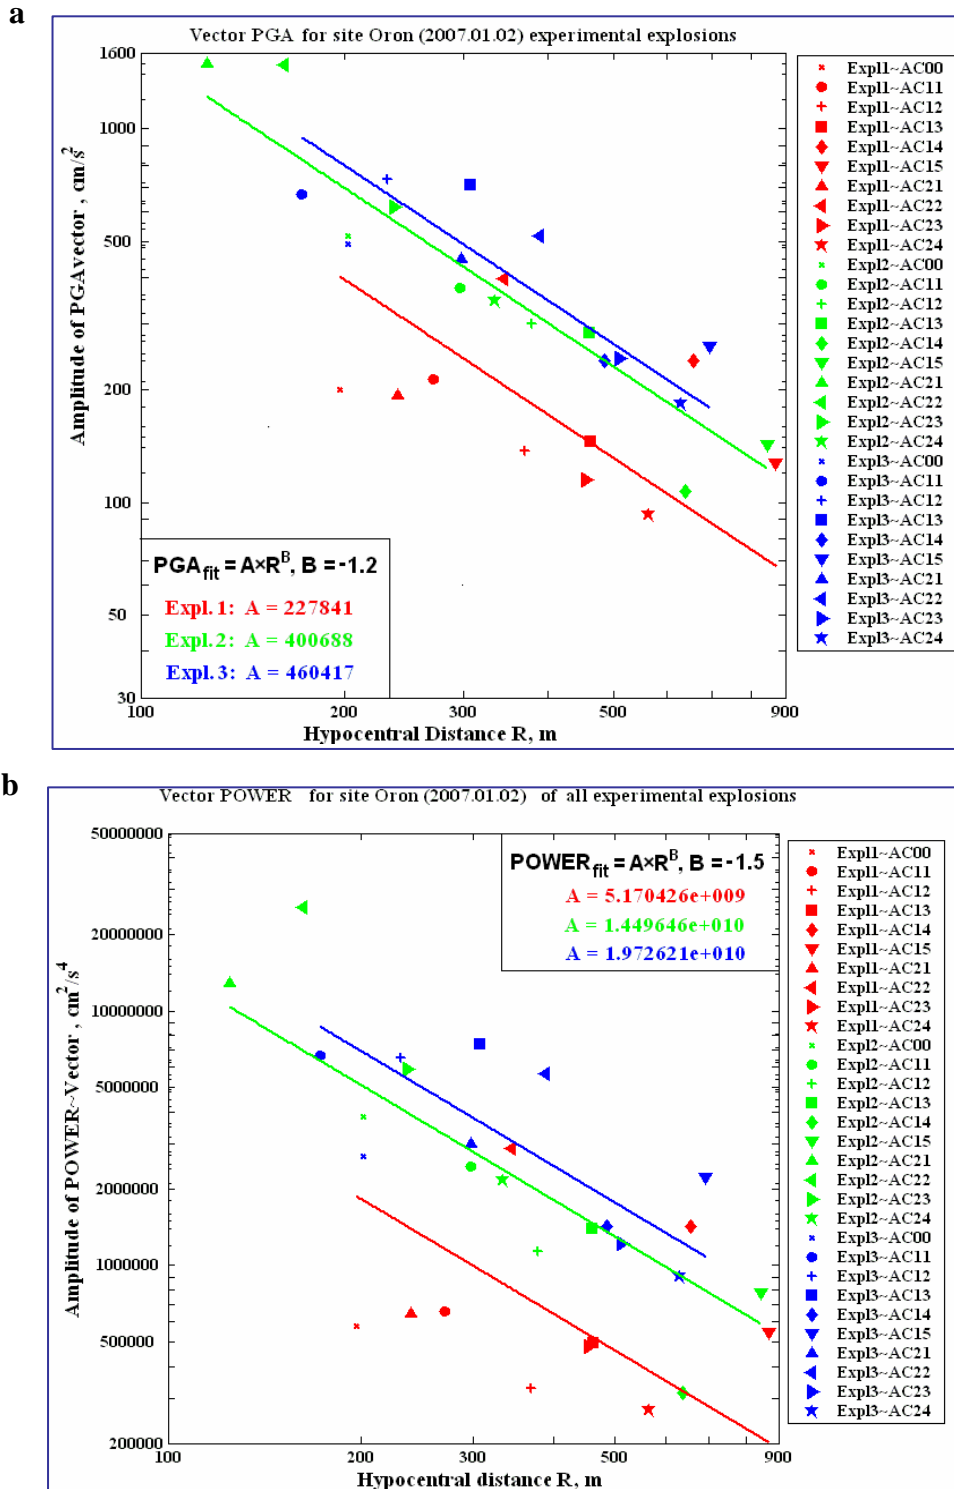 a
Vector PGA for site Oron (2007.01.02) experimental explosions
1600
1000
500
200
100
50
30
100
200
300
500
900
Amplitude of PGAvector , cm/s²
Hypocentral Distance R, m
PGAfit = A×R^B, B = -1.2
Expl.1: A = 227841
Expl.2: A = 400688
Expl.3: A = 460417
Expl1~AC00
Expl1~AC11
Expl1~AC12
Expl1~AC13
Expl1~AC14
Expl1~AC15
Expl1~AC21
Expl1~AC22
Expl1~AC23
Expl1~AC24
Expl2~AC00
Expl2~AC11
Expl2~AC12
Expl2~AC13
Expl2~AC14
Expl2~AC15
Expl2~AC21
Expl2~AC22
Expl2~AC23
Expl2~AC24
Expl3~AC00
Expl3~AC11
Expl3~AC12
Expl3~AC13
Expl3~AC14
Expl3~AC15
Expl3~AC21
Expl3~AC22
Expl3~AC23
Expl3~AC24
b
Vector POWER for site Oron (2007.01.02) of all experimental explosions
50000000
20000000
10000000
5000000
2000000
1000000
500000
200000
100
200
300
500
900
Amplitude of POWER~Vector , cm²/s⁴
Hypocentral distance R, m
POWERfit = A×R^B, B = -1.5
A = 5.170426e+009
A = 1.449646e+010
A = 1.972621e+010
Expl1~AC00
Expl1~AC11
Expl1~AC12
Expl1~AC13
Expl1~AC14
Expl1~AC15
Expl1~AC21
Expl1~AC22
Expl1~AC23
Expl1~AC24
Expl2~AC00
Expl2~AC11
Expl2~AC12
Expl2~AC13
Expl2~AC14
Expl2~AC15
Expl2~AC21
Expl2~AC22
Expl2~AC23
Expl2~AC24
Expl3~AC00
Expl3~AC11
Expl3~AC12
Expl3~AC13
Expl3~AC14
Expl3~AC15
Expl3~AC21
Expl3~AC22
Expl3~AC23
Expl3~AC24